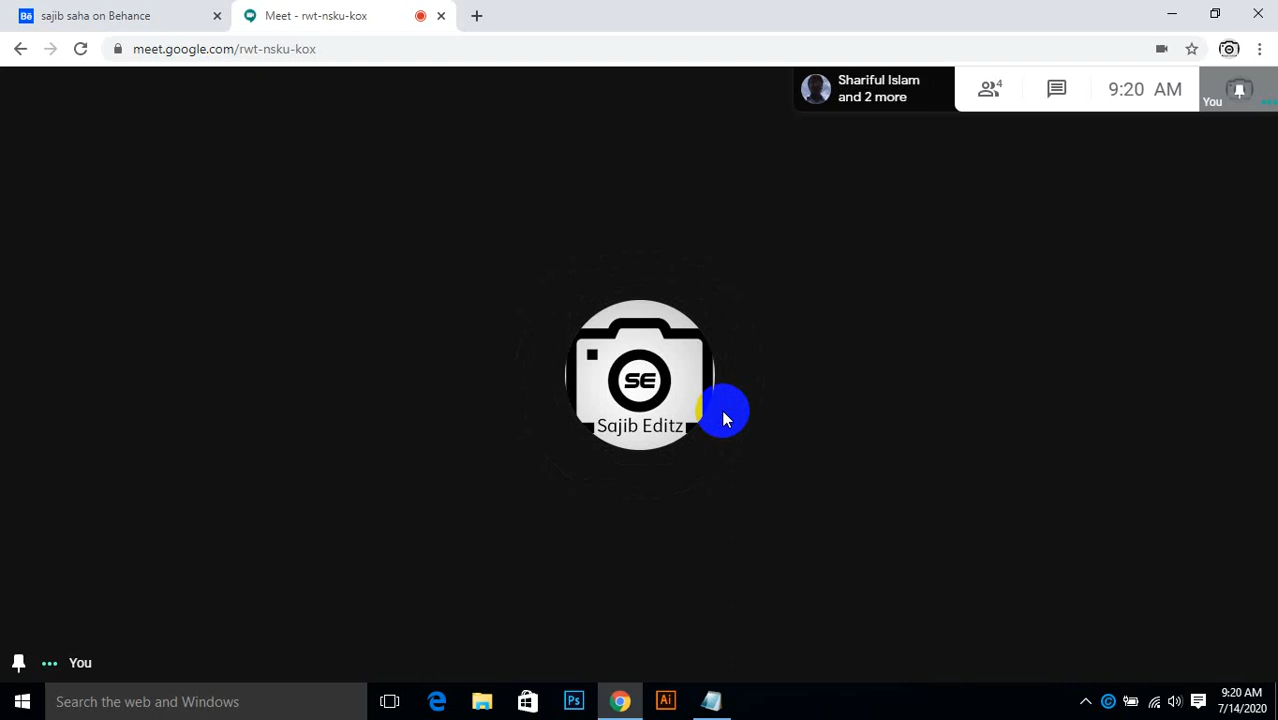 sajib saha on Behance
Meet - rwt-nsku-kox
meet.google.com/rwt-nsku-kox
Shariful Islam
and 2 more
4
9:20 AM
You
SE
Sajib Editz
You
Search the web and Windows
Ps
Ai
9:20 AM
7/14/2020